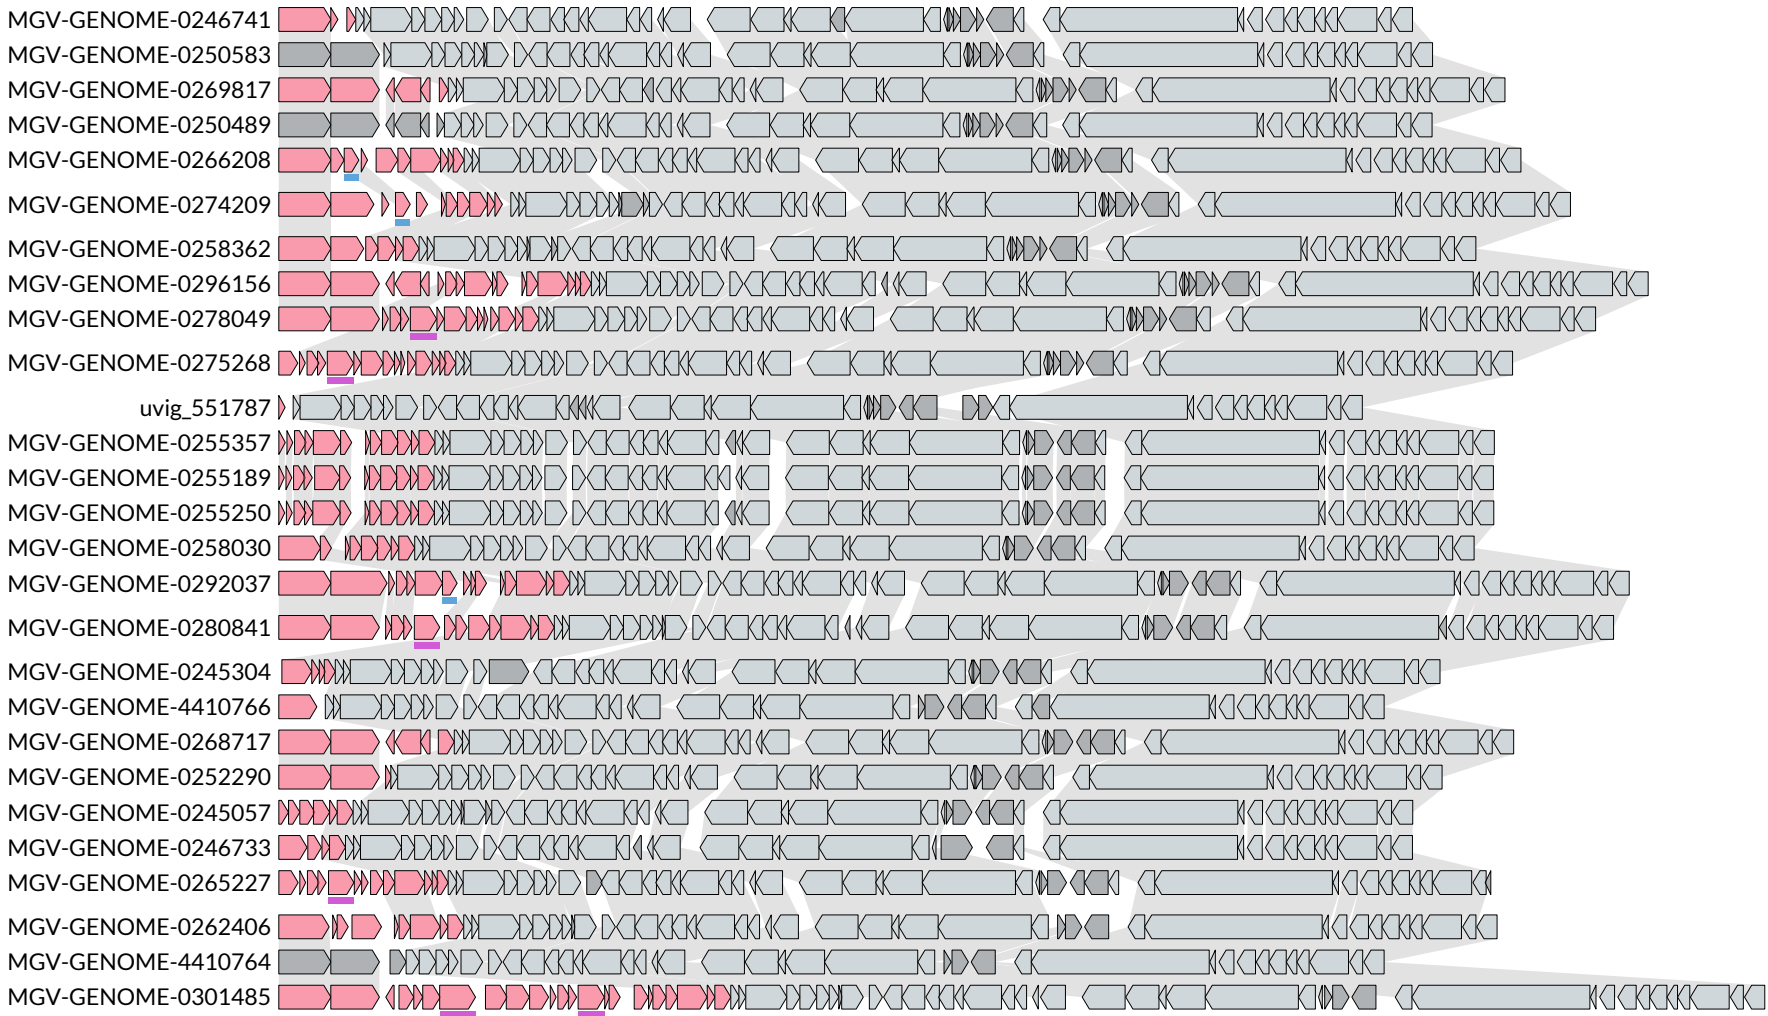 MGV-GENOME-0246741
MGV-GENOME-0250583
MGV-GENOME-0269817
MGV-GENOME-0250489
MGV-GENOME-0266208
MGV-GENOME-0274209
MGV-GENOME-0258362
MGV-GENOME-0296156
MGV-GENOME-0278049
MGV-GENOME-0275268
uvig_551787
MGV-GENOME-0255357
MGV-GENOME-0255189
MGV-GENOME-0255250
MGV-GENOME-0258030
MGV-GENOME-0292037
MGV-GENOME-0280841
MGV-GENOME-0245304
MGV-GENOME-4410766
MGV-GENOME-0268717
MGV-GENOME-0252290
MGV-GENOME-0245057
MGV-GENOME-0246733
MGV-GENOME-0265227
MGV-GENOME-0262406
MGV-GENOME-4410764
MGV-GENOME-0301485